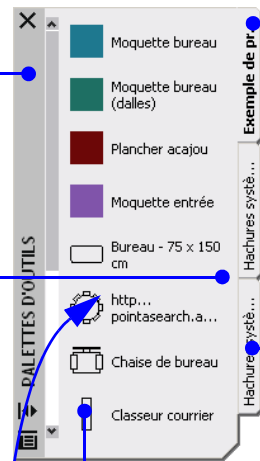 Moquette bureau
Moquette bureau
(dalles)
Plancher acajou
Moquette entrée
Bureau - 75 x 150
cm
http...
pointasearch.a...
Chaise de bureau
Classeur courrier
PALETTES D'OUTILS
Exemple de pr
Hachures systè...
Hachures systè...